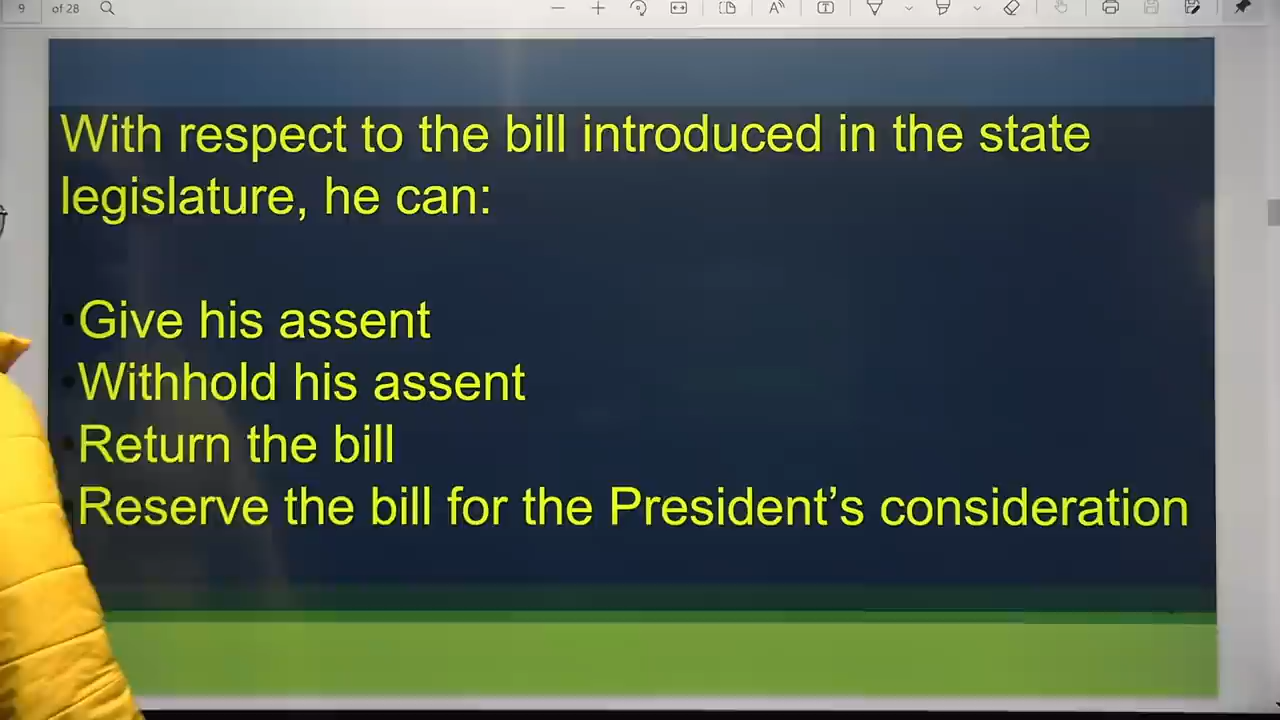 9 of 28
With respect to the bill introduced in the state
legislature, he can:
•Give his assent
•Withhold his assent
•Return the bill
•Reserve the bill for the President’s consideration